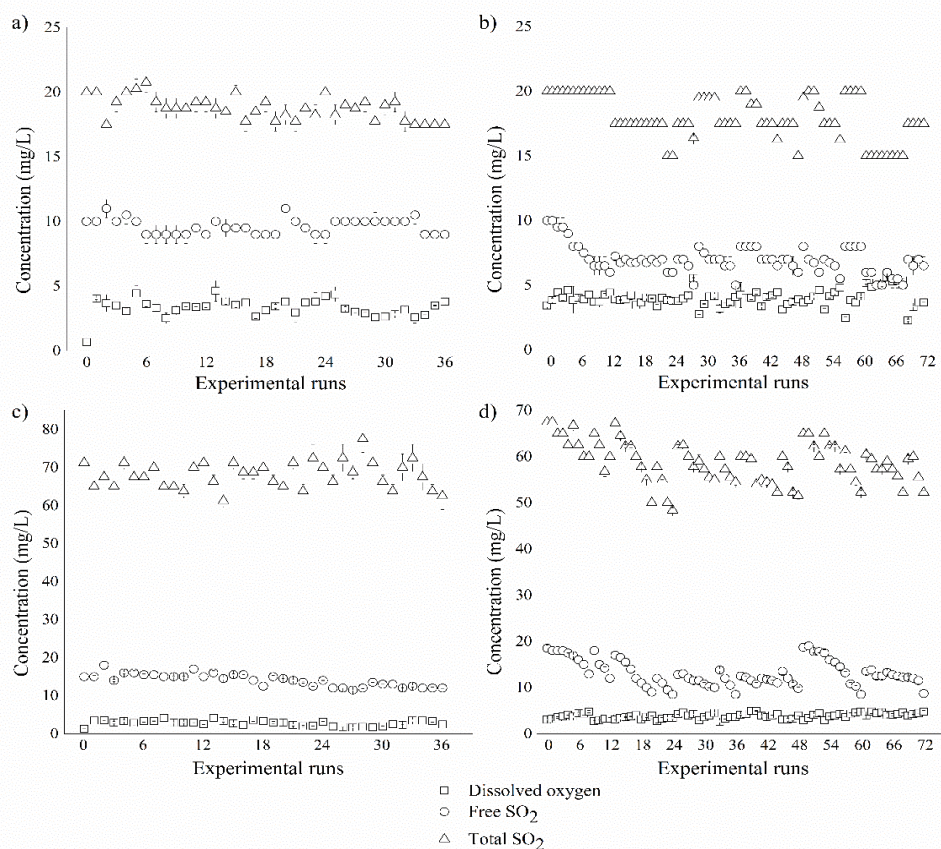 a)
25
20
15
10
5
0
Concentration (mg/L)
0 6 12 18 24 30 36
Experimental runs
b)
25
20
15
10
5
0
Concentration (mg/L)
0 6 12 18 24 30 36 42 48 54 60 66 72
Experimental runs
c)
80
70
60
50
40
30
20
10
0
Concentration (mg/L)
0 6 12 18 24 30 36
Experimental runs
d)
70
60
50
40
30
20
10
0
Concentration (mg/L)
0 6 12 18 24 30 36 42 48 54 60 66 72
Experimental runs
Dissolved oxygen
Free SO2
Total SO2